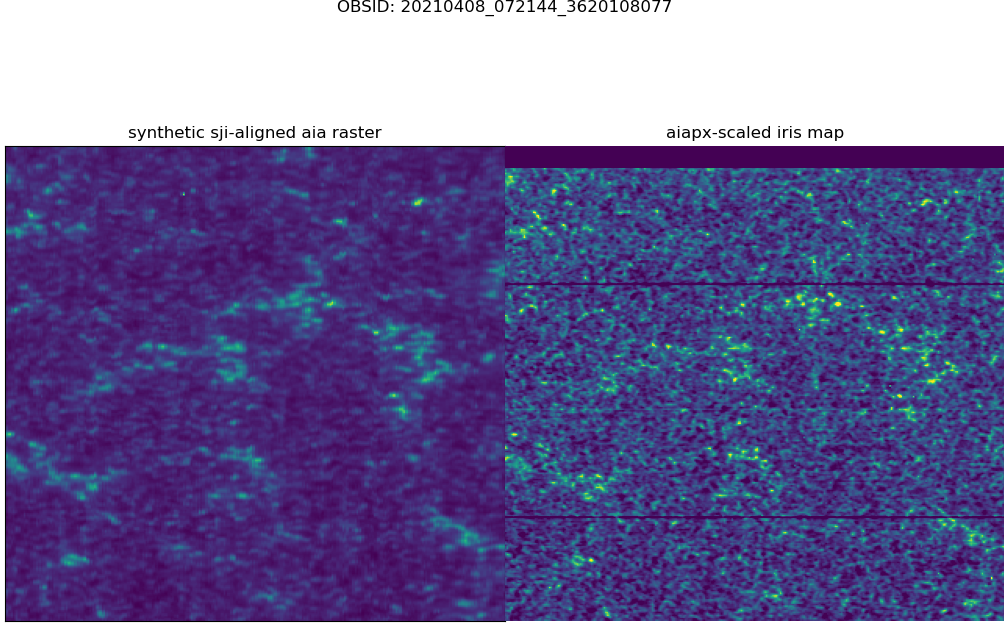 OBSID: 20210408_072144_3620108077
synthetic sji-aligned aia raster
aiapx-scaled iris map